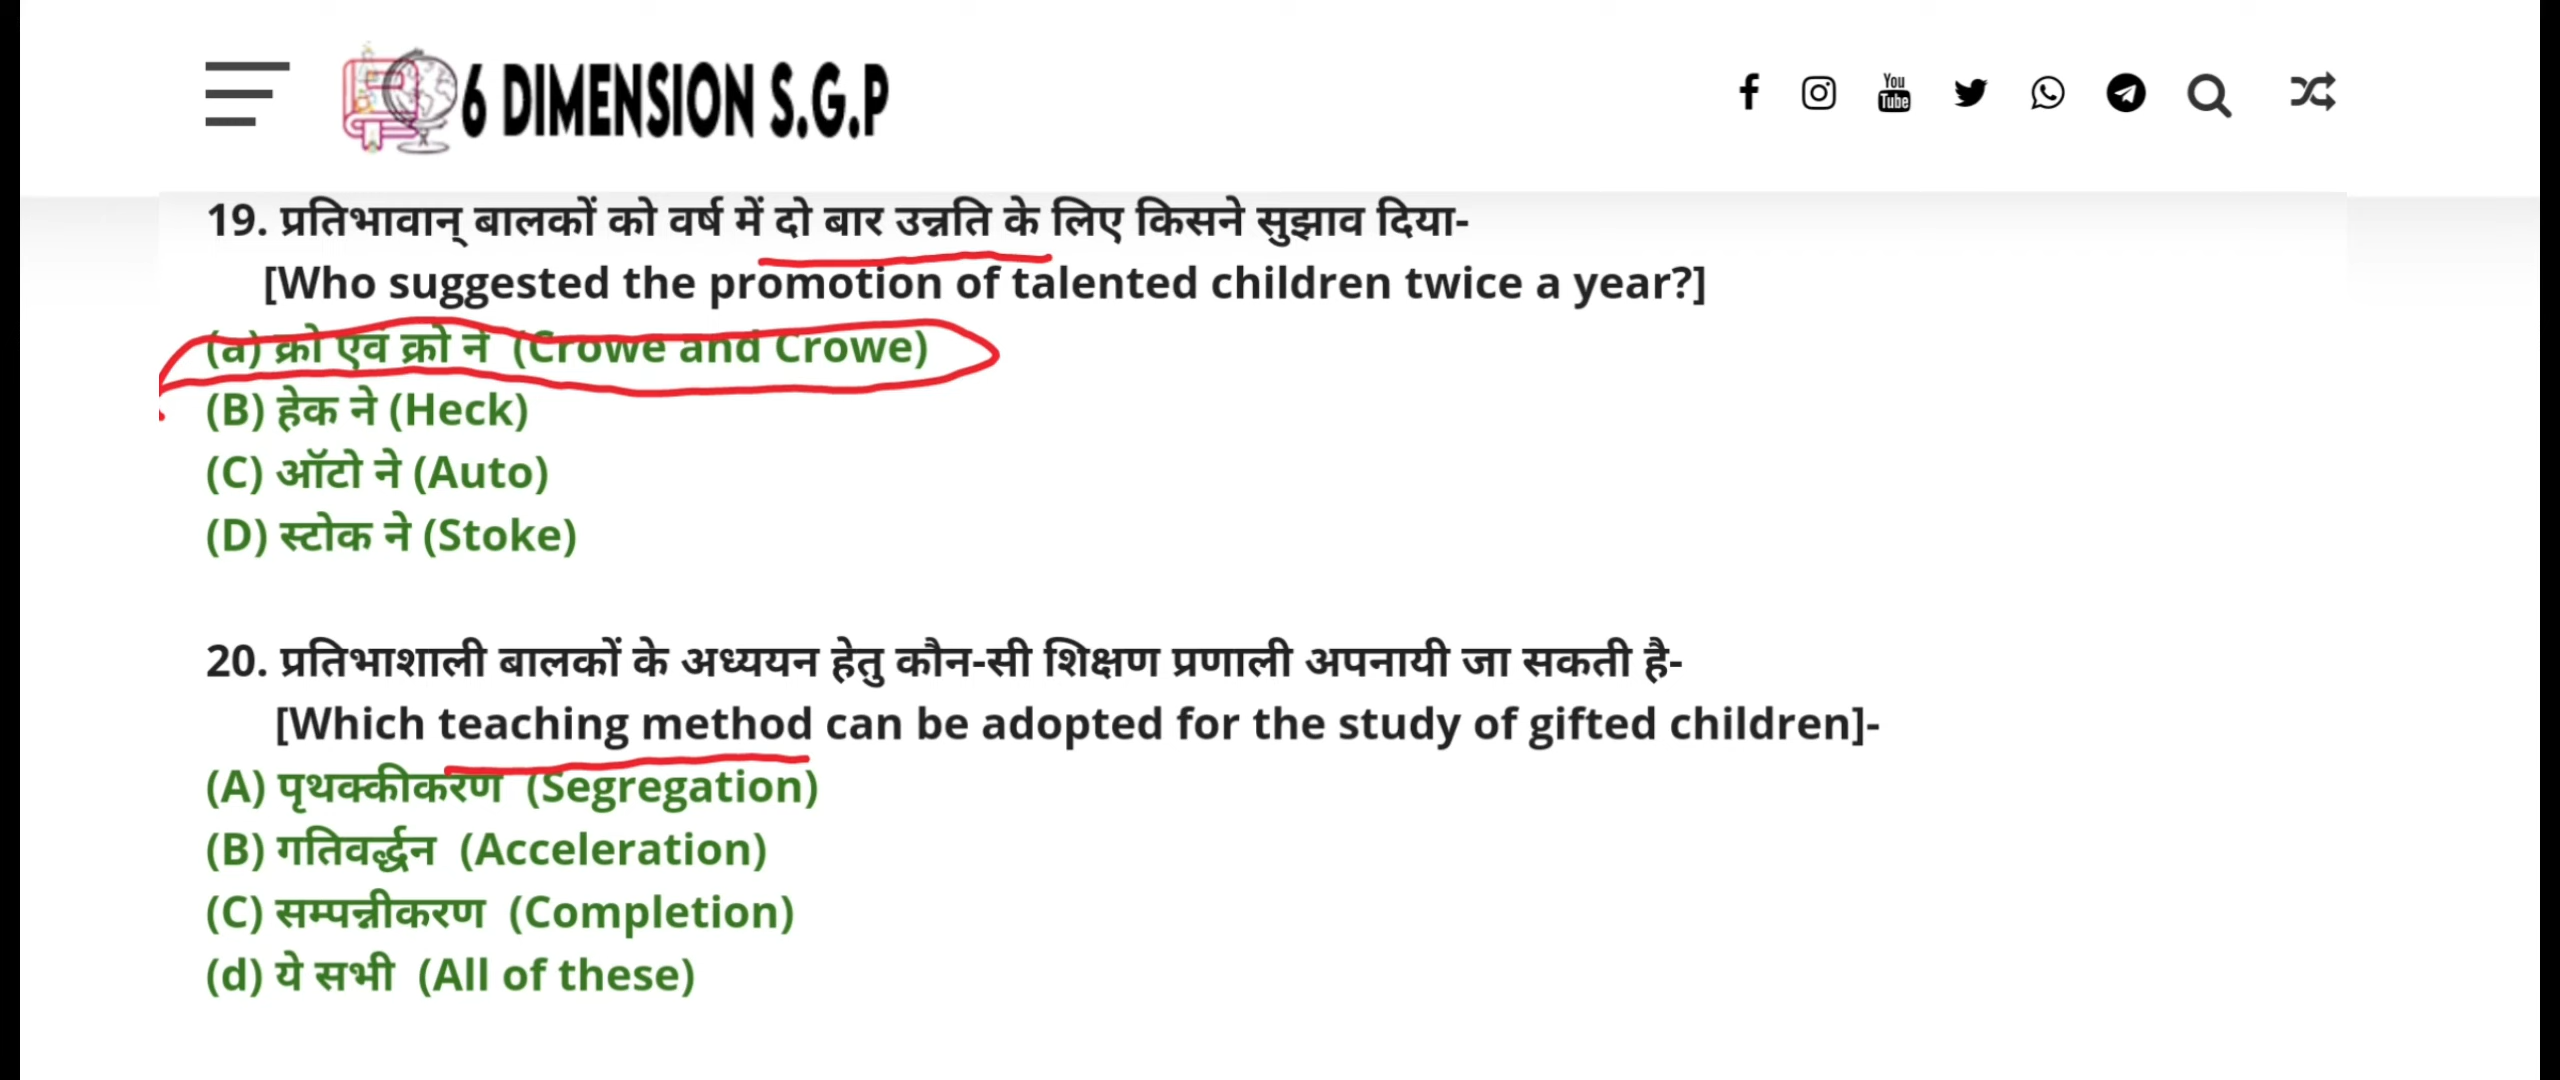 6 DIMENSION S.G.P
You
Tube
19. प्रतिभावान् बालकों को वर्ष में दो बार उन्नति के लिए किसने सुझाव दिया-
[Who suggested the promotion of talented children twice a year?]
(a) क्रो एवं क्रो ने (Crowe and Crowe)
(B) हेक ने (Heck)
(C) ऑटो ने (Auto)
(D) स्टोक ने (Stoke)
20. प्रतिभाशाली बालकों के अध्ययन हेतु कौन-सी शिक्षण प्रणाली अपनायी जा सकती है-
[Which teaching method can be adopted for the study of gifted children]-
(A) पृथक्कीकरण (Segregation)
(B) गतिवर्द्धन (Acceleration)
(C) सम्पन्नीकरण (Completion)
(d) ये सभी (All of these)